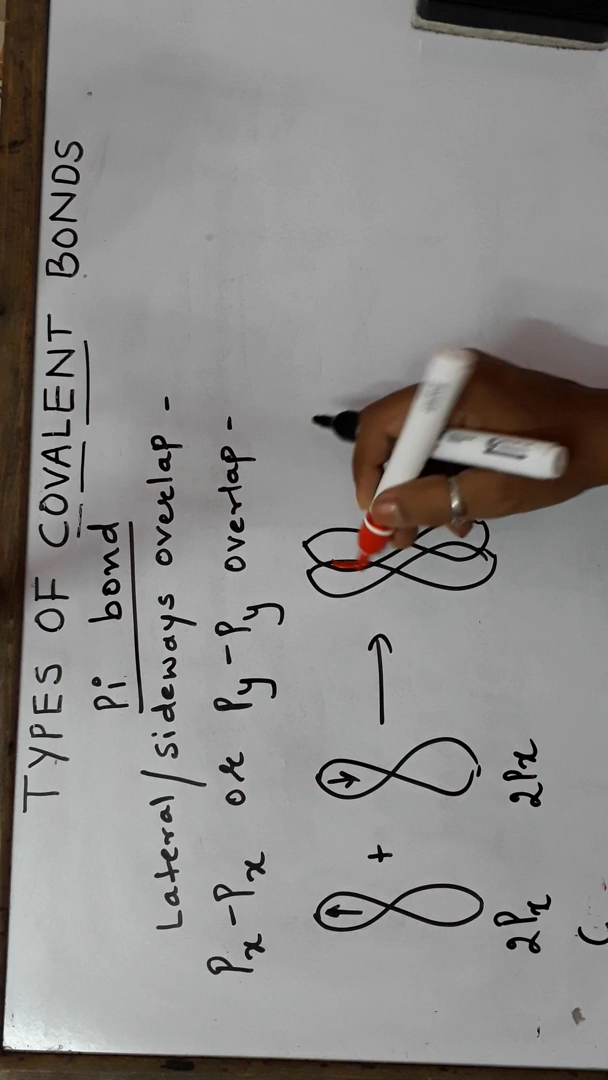 TYPES OF COVALENT BONDS
Pi bond
Lateral/sideways overlap -
Px-Px or Py-Py overlap -
+
2Px 2Px